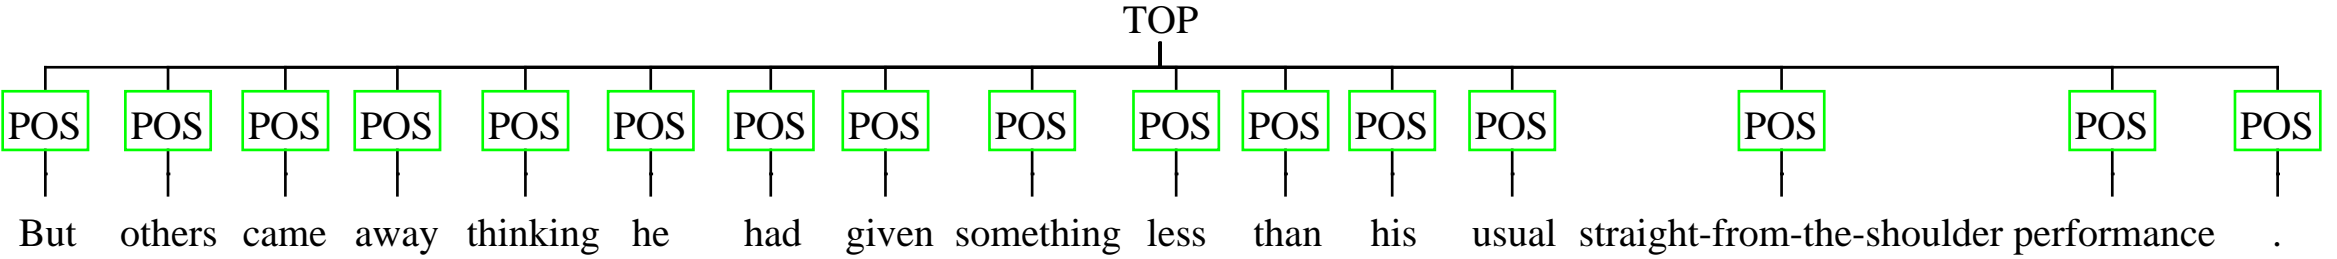 TOP
POS POS POS POS POS POS POS POS POS POS POS POS POS POS POS POS
But others came away thinking he had given something less than his usual straight-from-the-shoulder performance .